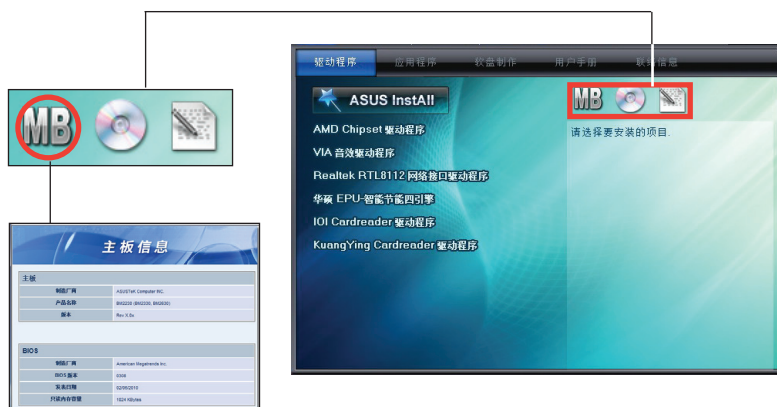 驱动程序 应用程序 软盘制作 用户手册 联络信息
ASUS InstAll
AMD Chipset 驱动程序
VIA 音效驱动程序
Realtek RTL8112 网络接口驱动程序
华硕 EPU-智能节能四引擎
IOI Cardreader 驱动程序
KuangYing Cardreader 驱动程序
MB
请选择要安装的项目.
MB
主板信息
主板
制造厂商 ASUSTeK Computer INC.
产品名称
版本 Rev X.0x
BIOS
制造厂商 American Megatrends Inc.
BIOS 版本
发表日期 02/09/2010
只读内存容量 1024 KBytes